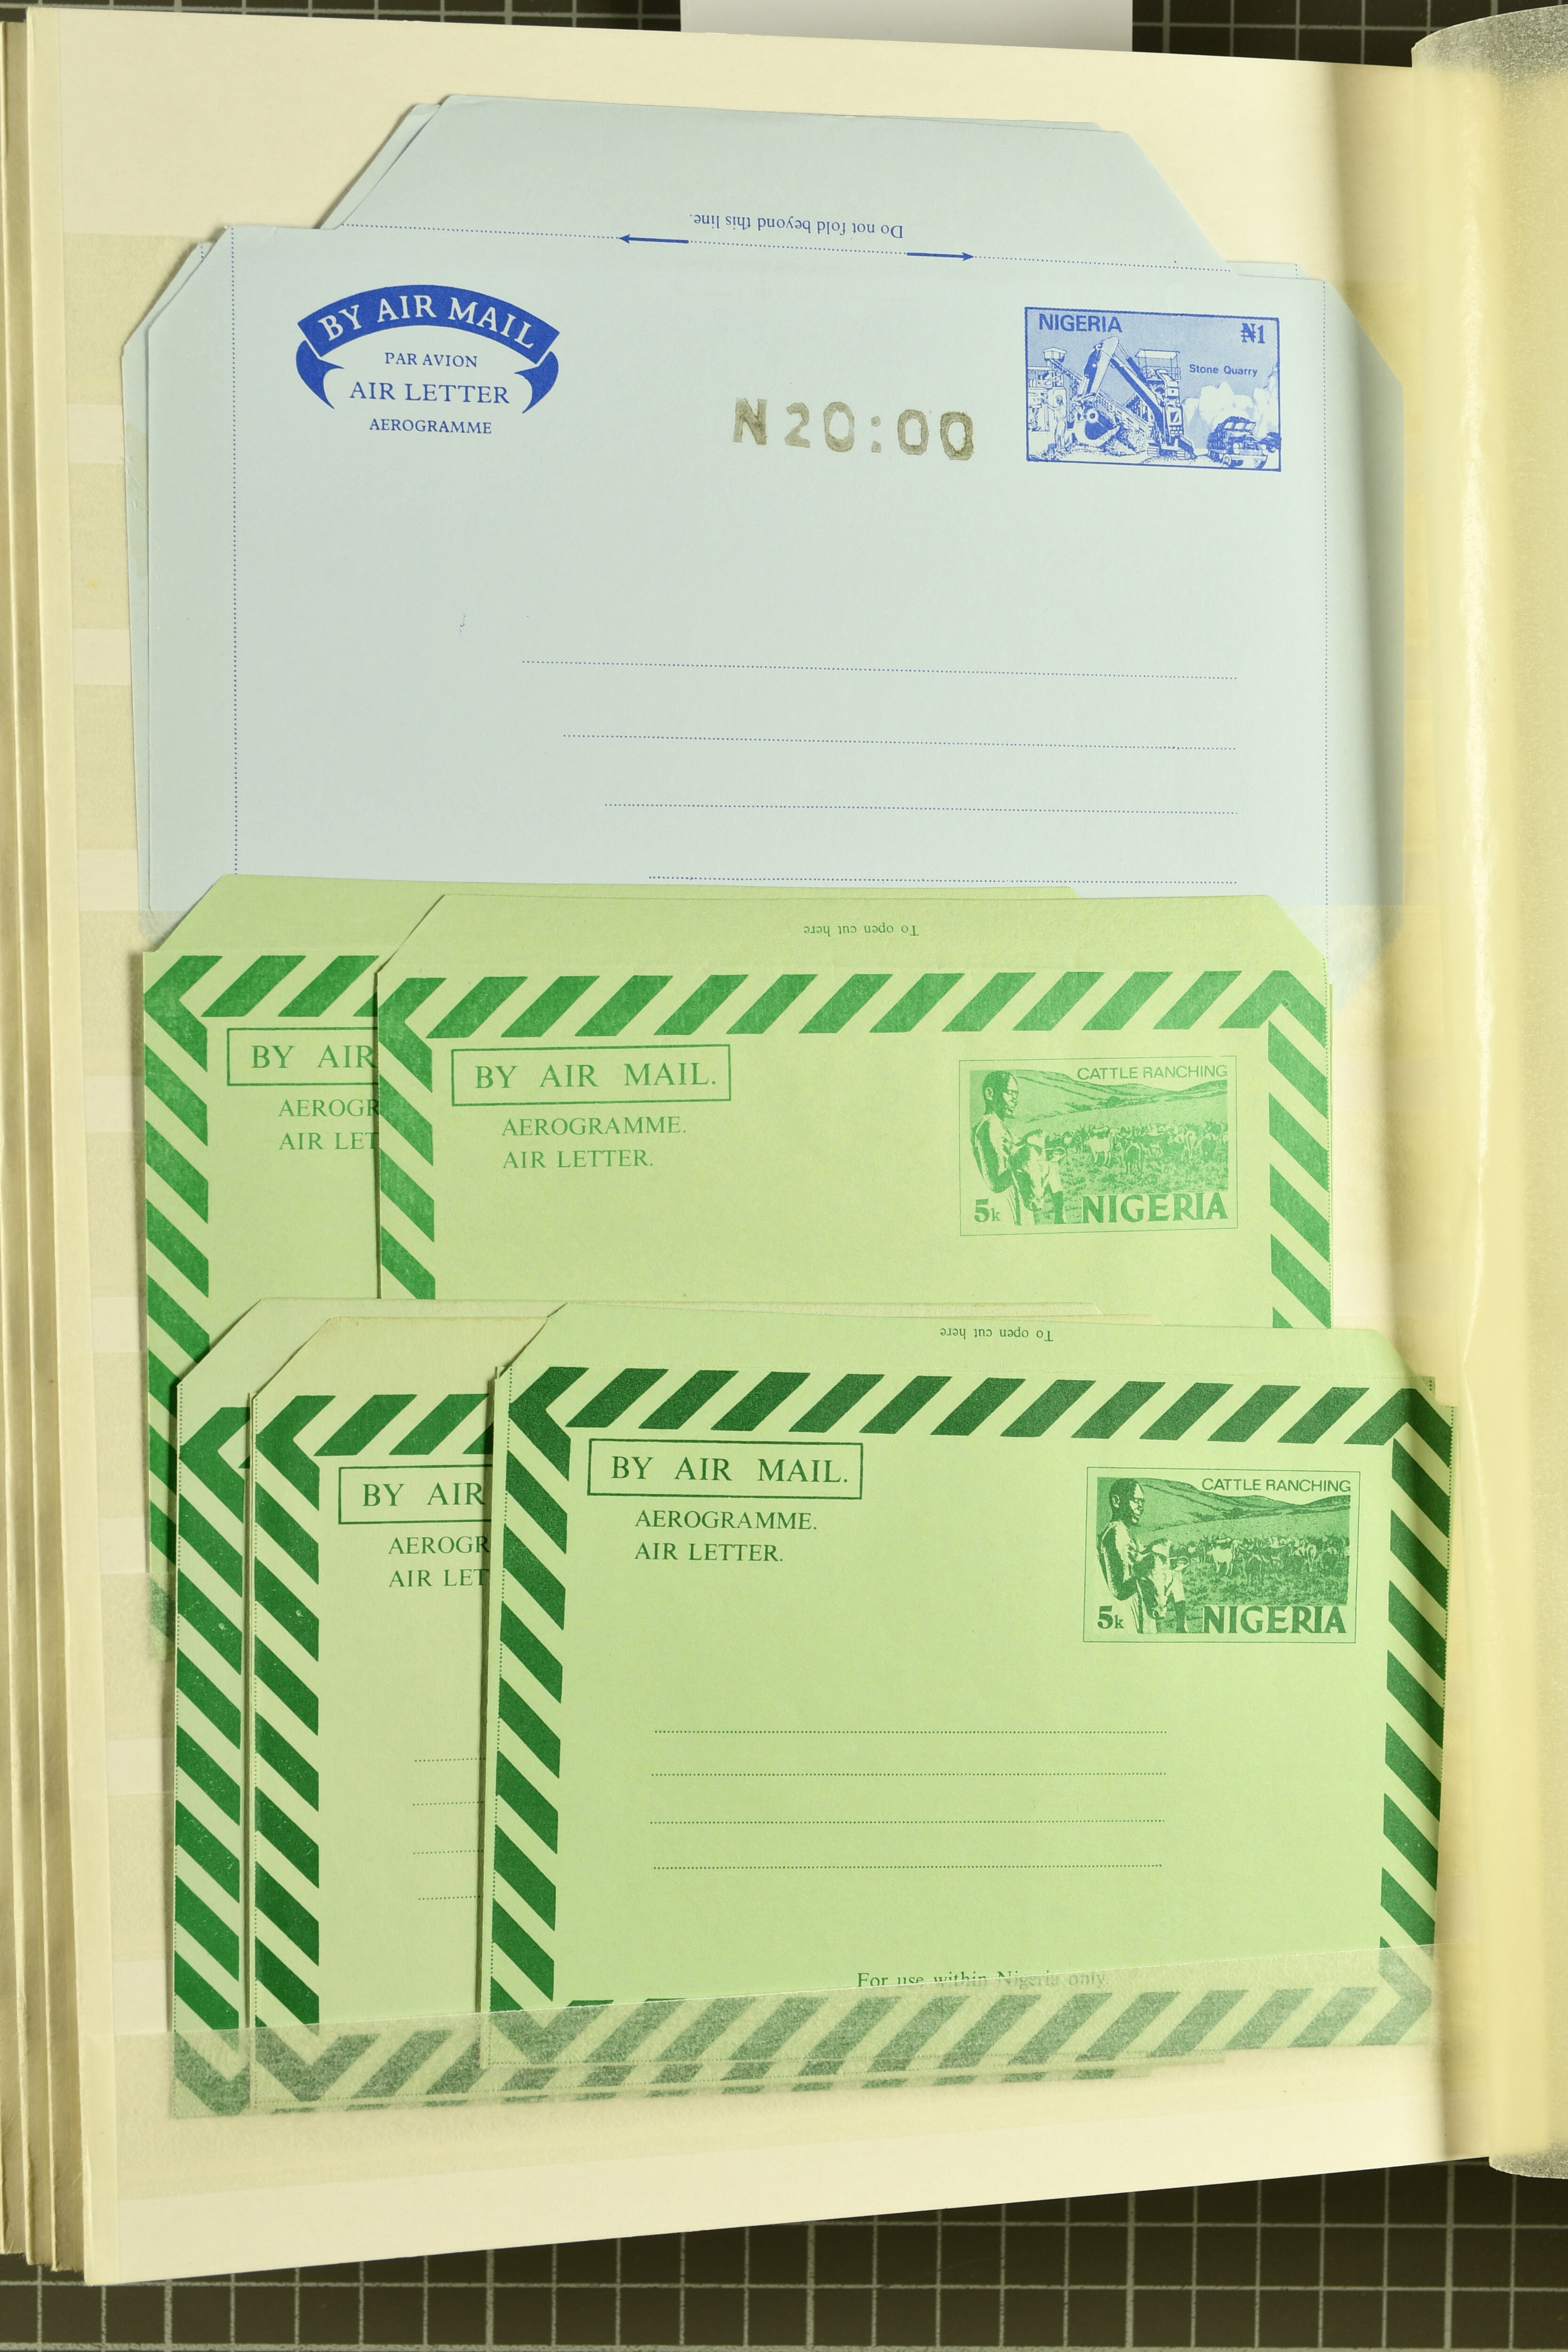 Do not fold beyond this line.
BY AIR MAIL
PAR AVION
AIR LETTER
AEROGRAMME
N20:00
NIGERIA
₦1
Stone Quarry
To open cut here
BY AIR
AEROGR
AIR LET
BY AIR MAIL.
AEROGRAMME.
AIR LETTER.
CATTLE RANCHING
5k NIGERIA
To open cut here
BY AIR
AEROGR
AIR LET
BY AIR MAIL.
AEROGRAMME.
AIR LETTER.
CATTLE RANCHING
5k NIGERIA
For use within Nigeria only.